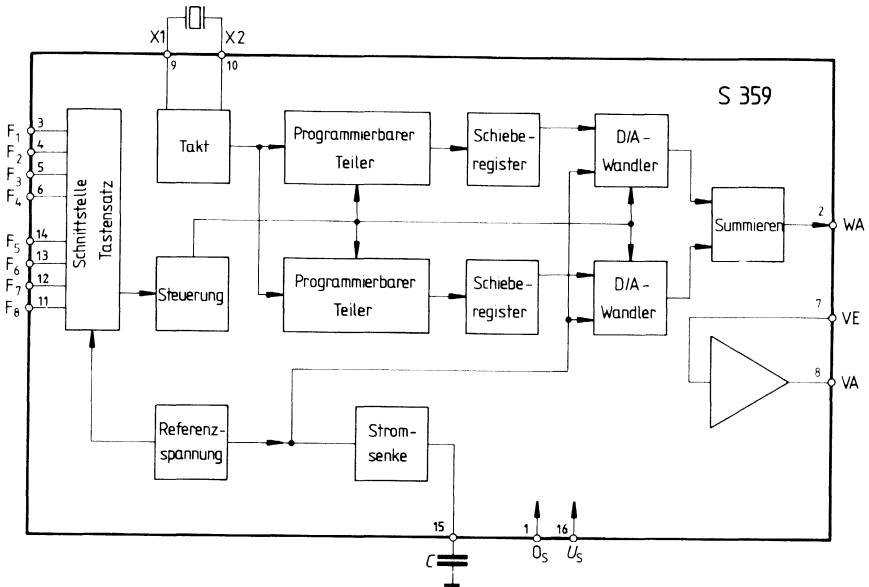 X1
X2
9
10
S 359
F₁
3
F₂
4
F₃
5
F₄
6
F₅
14
F₆
13
F₇
12
F₈
11
Schnittstelle
Tastensatz
Takt
Programmierbarer
Teiler
Schiebe-
register
D/A-
Wandler
Summieren
2
WA
Steuerung
Programmierbarer
Teiler
Schiebe-
register
D/A-
Wandler
7
VE
8
VA
Referenz-
spannung
Strom-
senke
15
1
16
C
0S
US